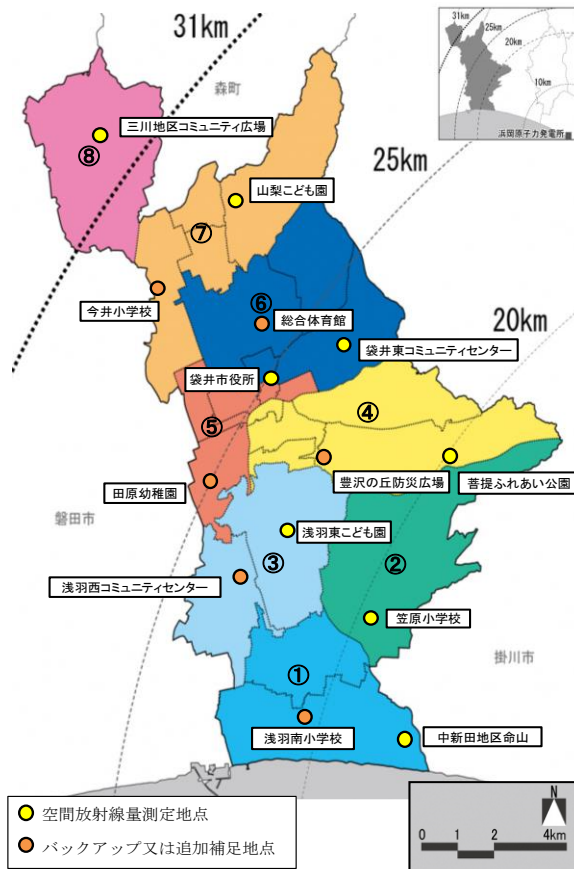 31km
森町
三川地区コミュニティ広場
⑧
25km
山梨こども園
⑦
今井小学校
⑥
総合体育館
20km
袋井東コミュニティセンター
袋井市役所
④
⑤
豊沢の丘防災広場
菩提ふれあい公園
田原幼稚園
磐田市
浅羽東こども園
③
②
浅羽西コミュニティセンター
笠原小学校
掛川市
①
浅羽南小学校
中新田地区命山
空間放射線量測定地点
バックアップ又は追加補足地点
N
0 1 2 4km
31km
25km
20km
10km
浜岡原子力発電所